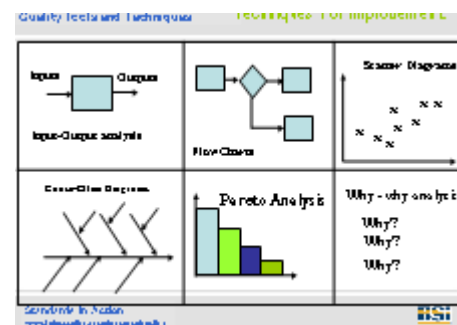 Quality Tools and Techniques
Techniques For Improvement
Inputs
Outputs
Input-Output analysis
Flow Charts
Scatter Diagrams
Cause-Effect Diagrams
Pareto Analysis
Why - why analysis
Why?
Why?
Why?
Standards in Action
BSi